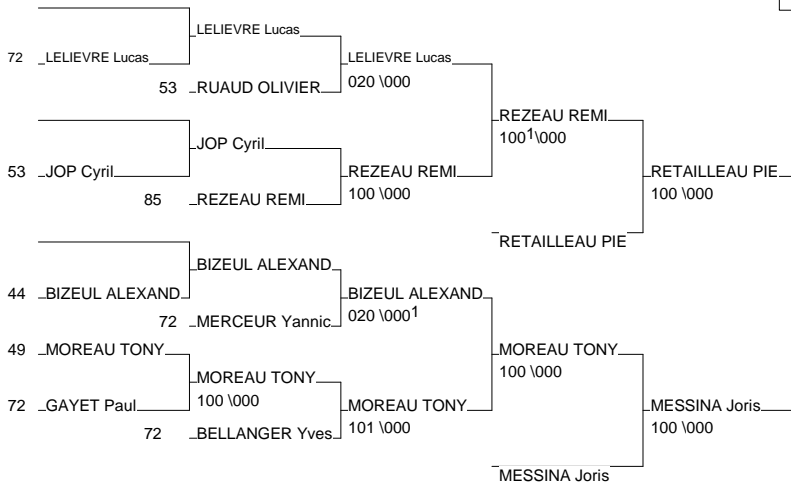 LELIEVRE Lucas
72 LELIEVRE Lucas LELIEVRE Lucas
53 RUAUD OLIVIER 020 \000
REZEAU REMI
100¹\000
JOP Cyril
53 JOP Cyril REZEAU REMI RETAILLEAU PIE
85 REZEAU REMI 100 \000 100 \000
RETAILLEAU PIE
BIZEUL ALEXAND
44 BIZEUL ALEXAND BIZEUL ALEXAND
72 MERCEUR Yannic 020 \000¹
49 MOREAU TONY MOREAU TONY
MOREAU TONY 100 \000
100 \000
72 GAYET Paul MOREAU TONY MESSINA Joris
72 BELLANGER Yves 101 \000 100 \000
MESSINA Joris